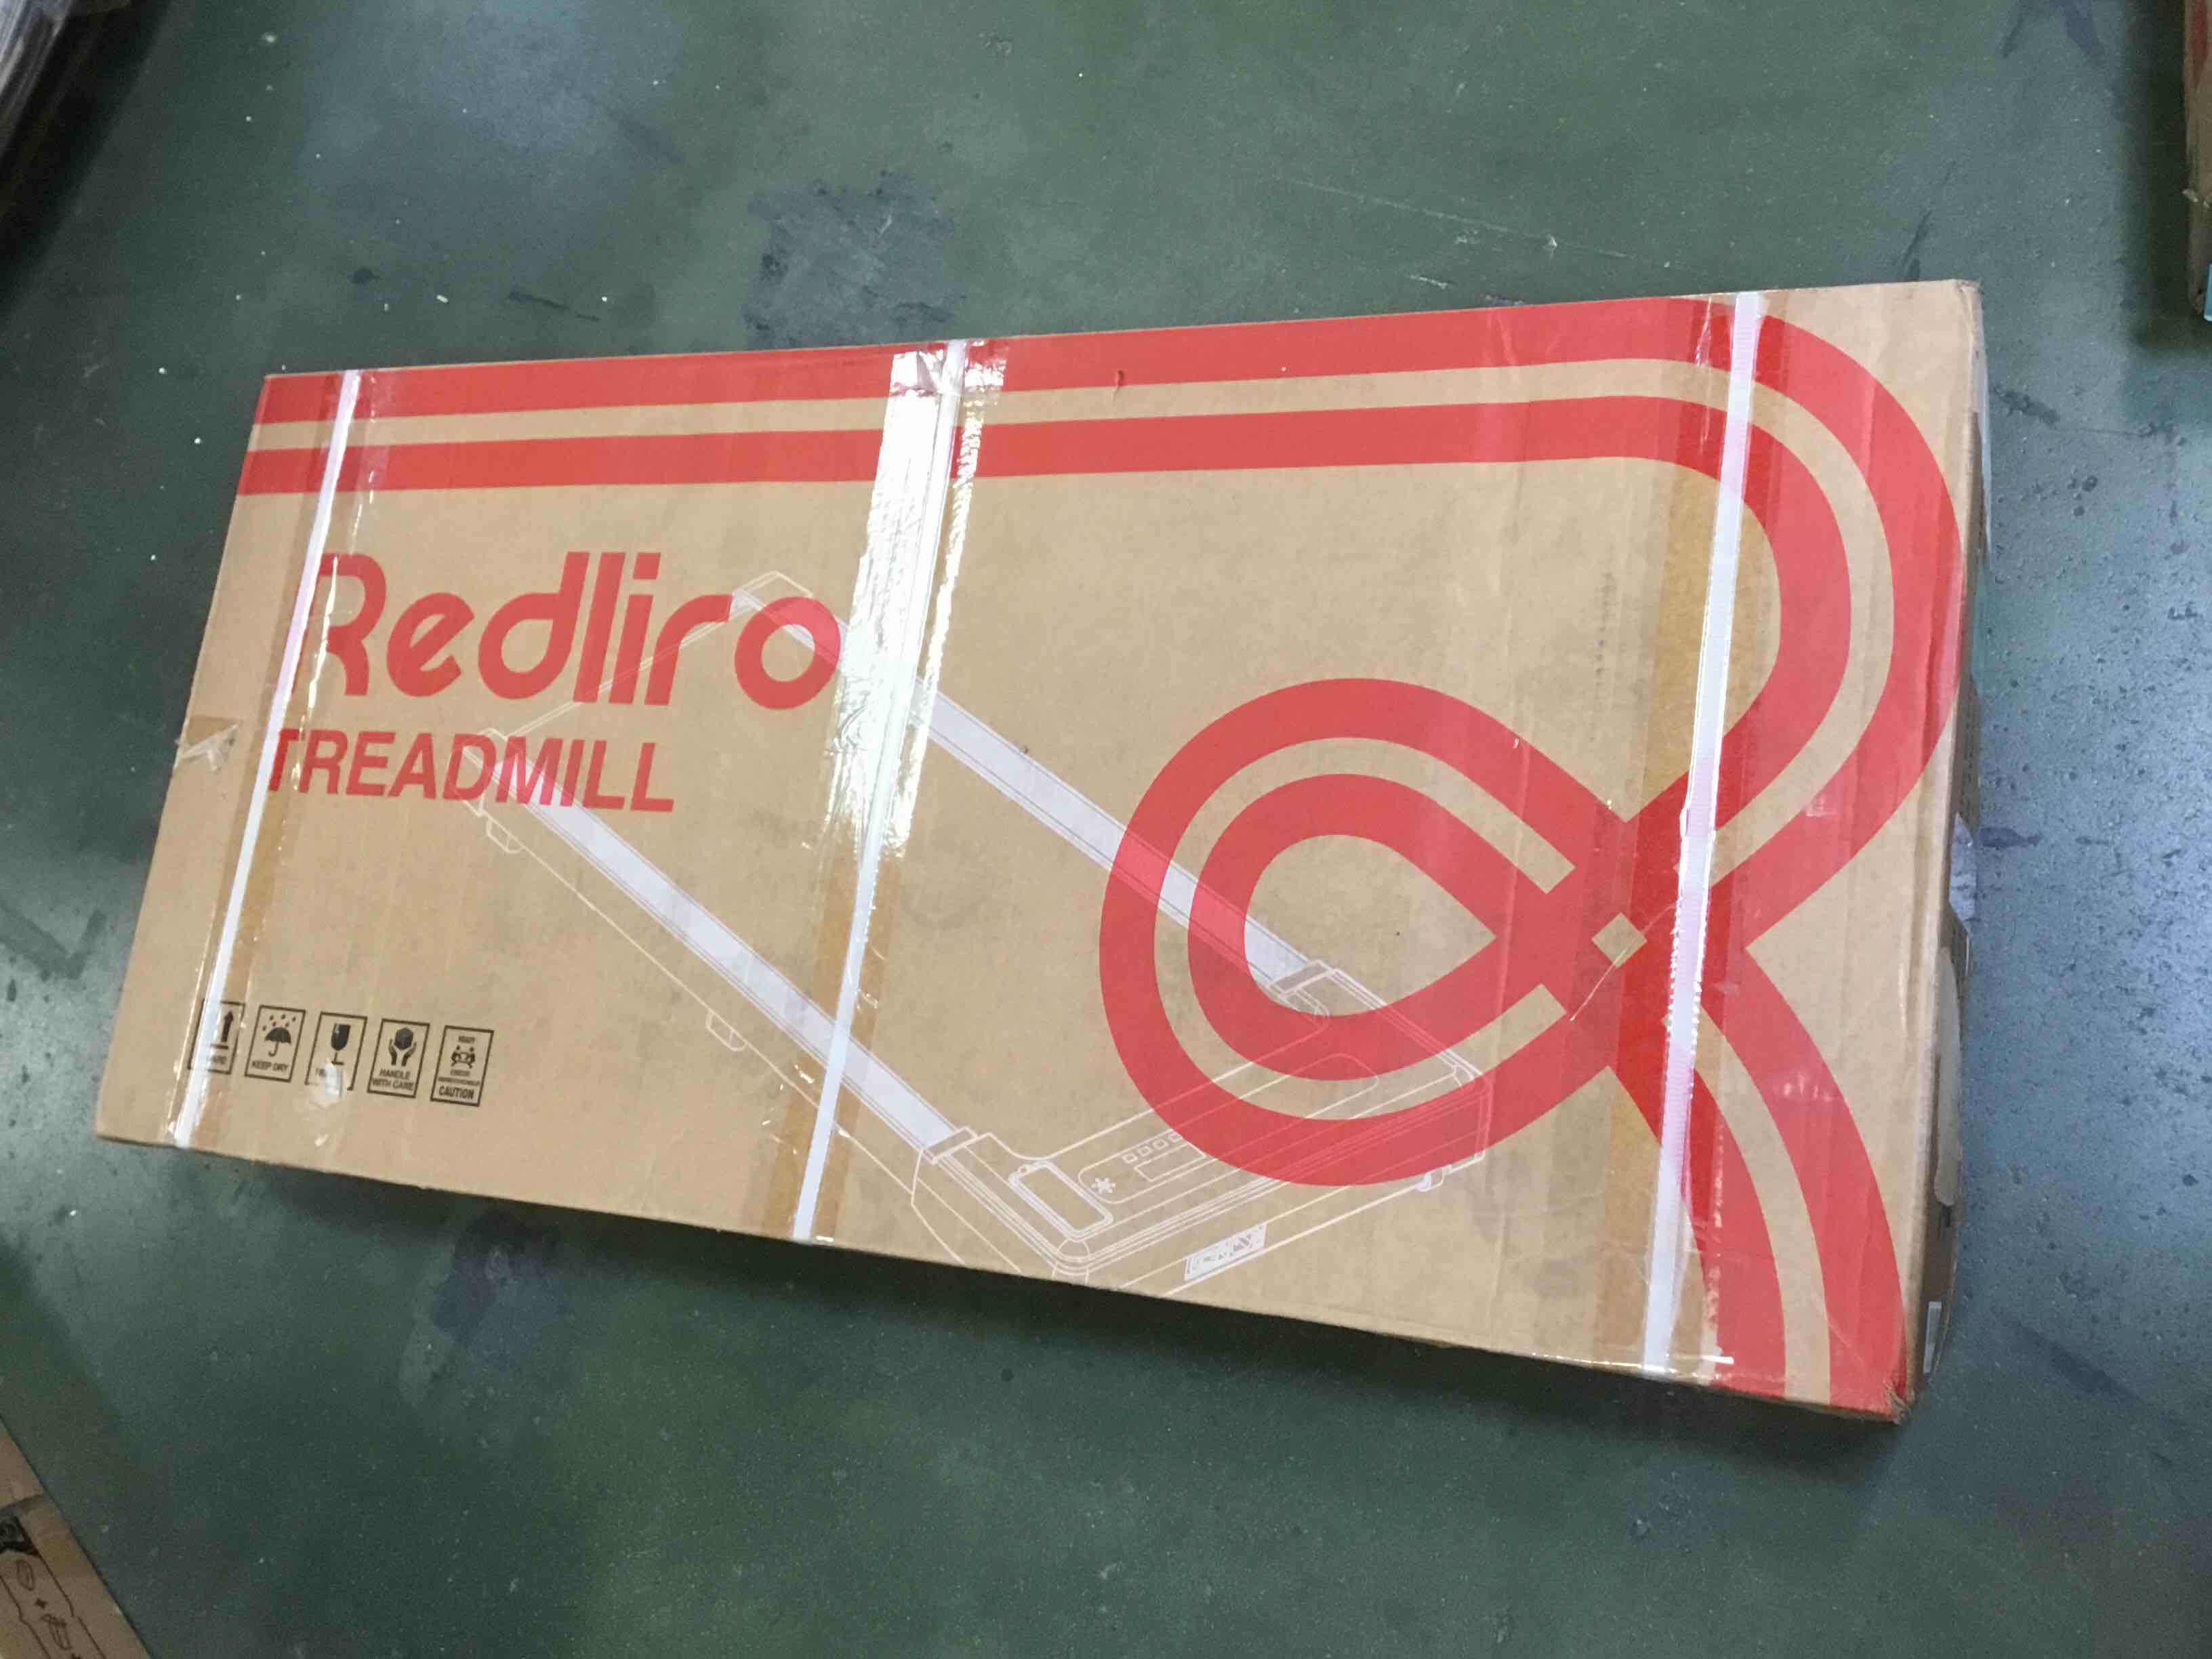 Redliro
TREADMILL
KEEP DRY
HANDLE
WITH CARE
CAUTION